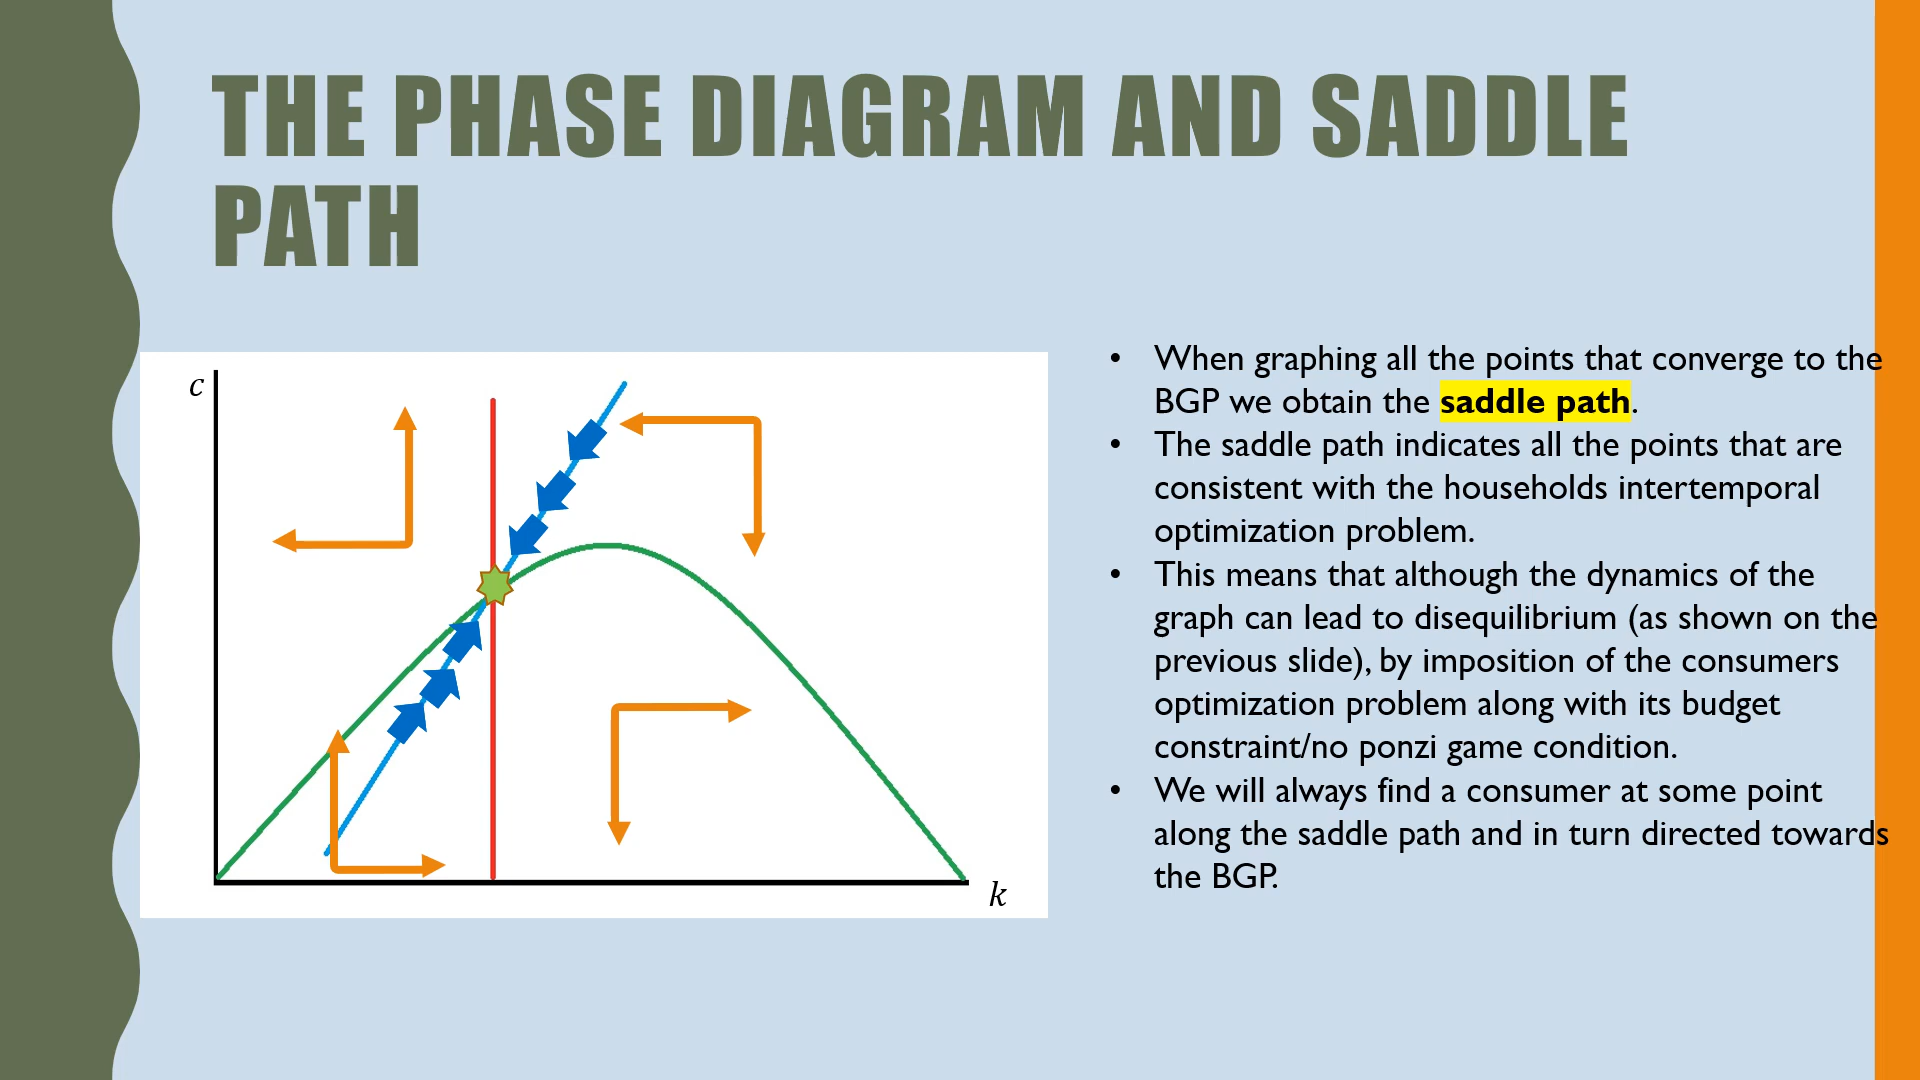 THE PHASE DIAGRAM AND SADDLE
PATH
c
k
• When graphing all the points that converge to the
BGP we obtain the saddle path.
• The saddle path indicates all the points that are
consistent with the households intertemporal
optimization problem.
• This means that although the dynamics of the
graph can lead to disequilibrium (as shown on the
previous slide), by imposition of the consumers
optimization problem along with its budget
constraint/no ponzi game condition.
• We will always find a consumer at some point
along the saddle path and in turn directed towards
the BGP.